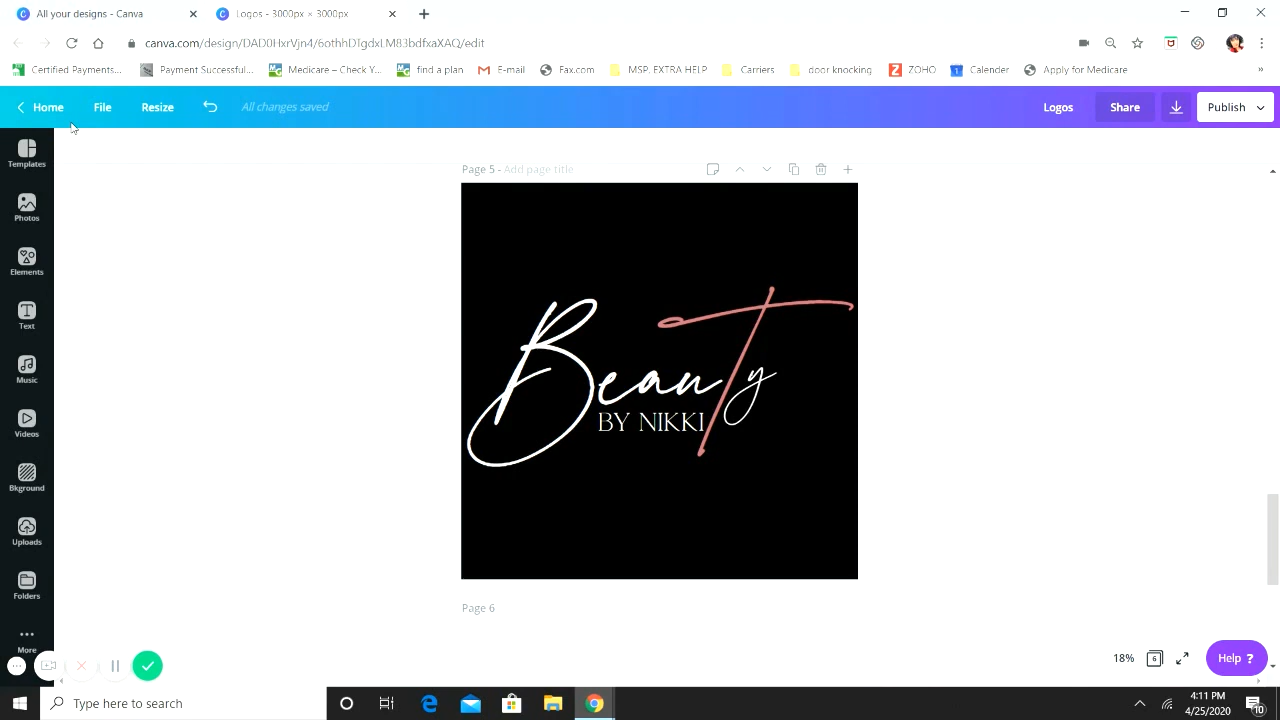 All your designs - Canva
Logos - 3000px × 3000px
canva.com/design/DAD0HxrVjn4/6othhDIgdxLM83bdfxaXAQ/edit
Certified Payments...
Payment Successful...
Medicare – Check Y...
find a plan
E-mail
Fax.com
MSP. EXTRA HELP
Carriers
door knocking
ZOHO
Calender
Apply for Medicare
Home
File
Resize
All changes saved
Logos
Share
Publish
Templates
Photos
Elements
Text
Music
Videos
Bkground
Uploads
Folders
More
Page 5 - Add page title
BeauTy
BY NIKKI
Page 6
18%
6
Help ?
Type here to search
4:11 PM
4/25/2020
10